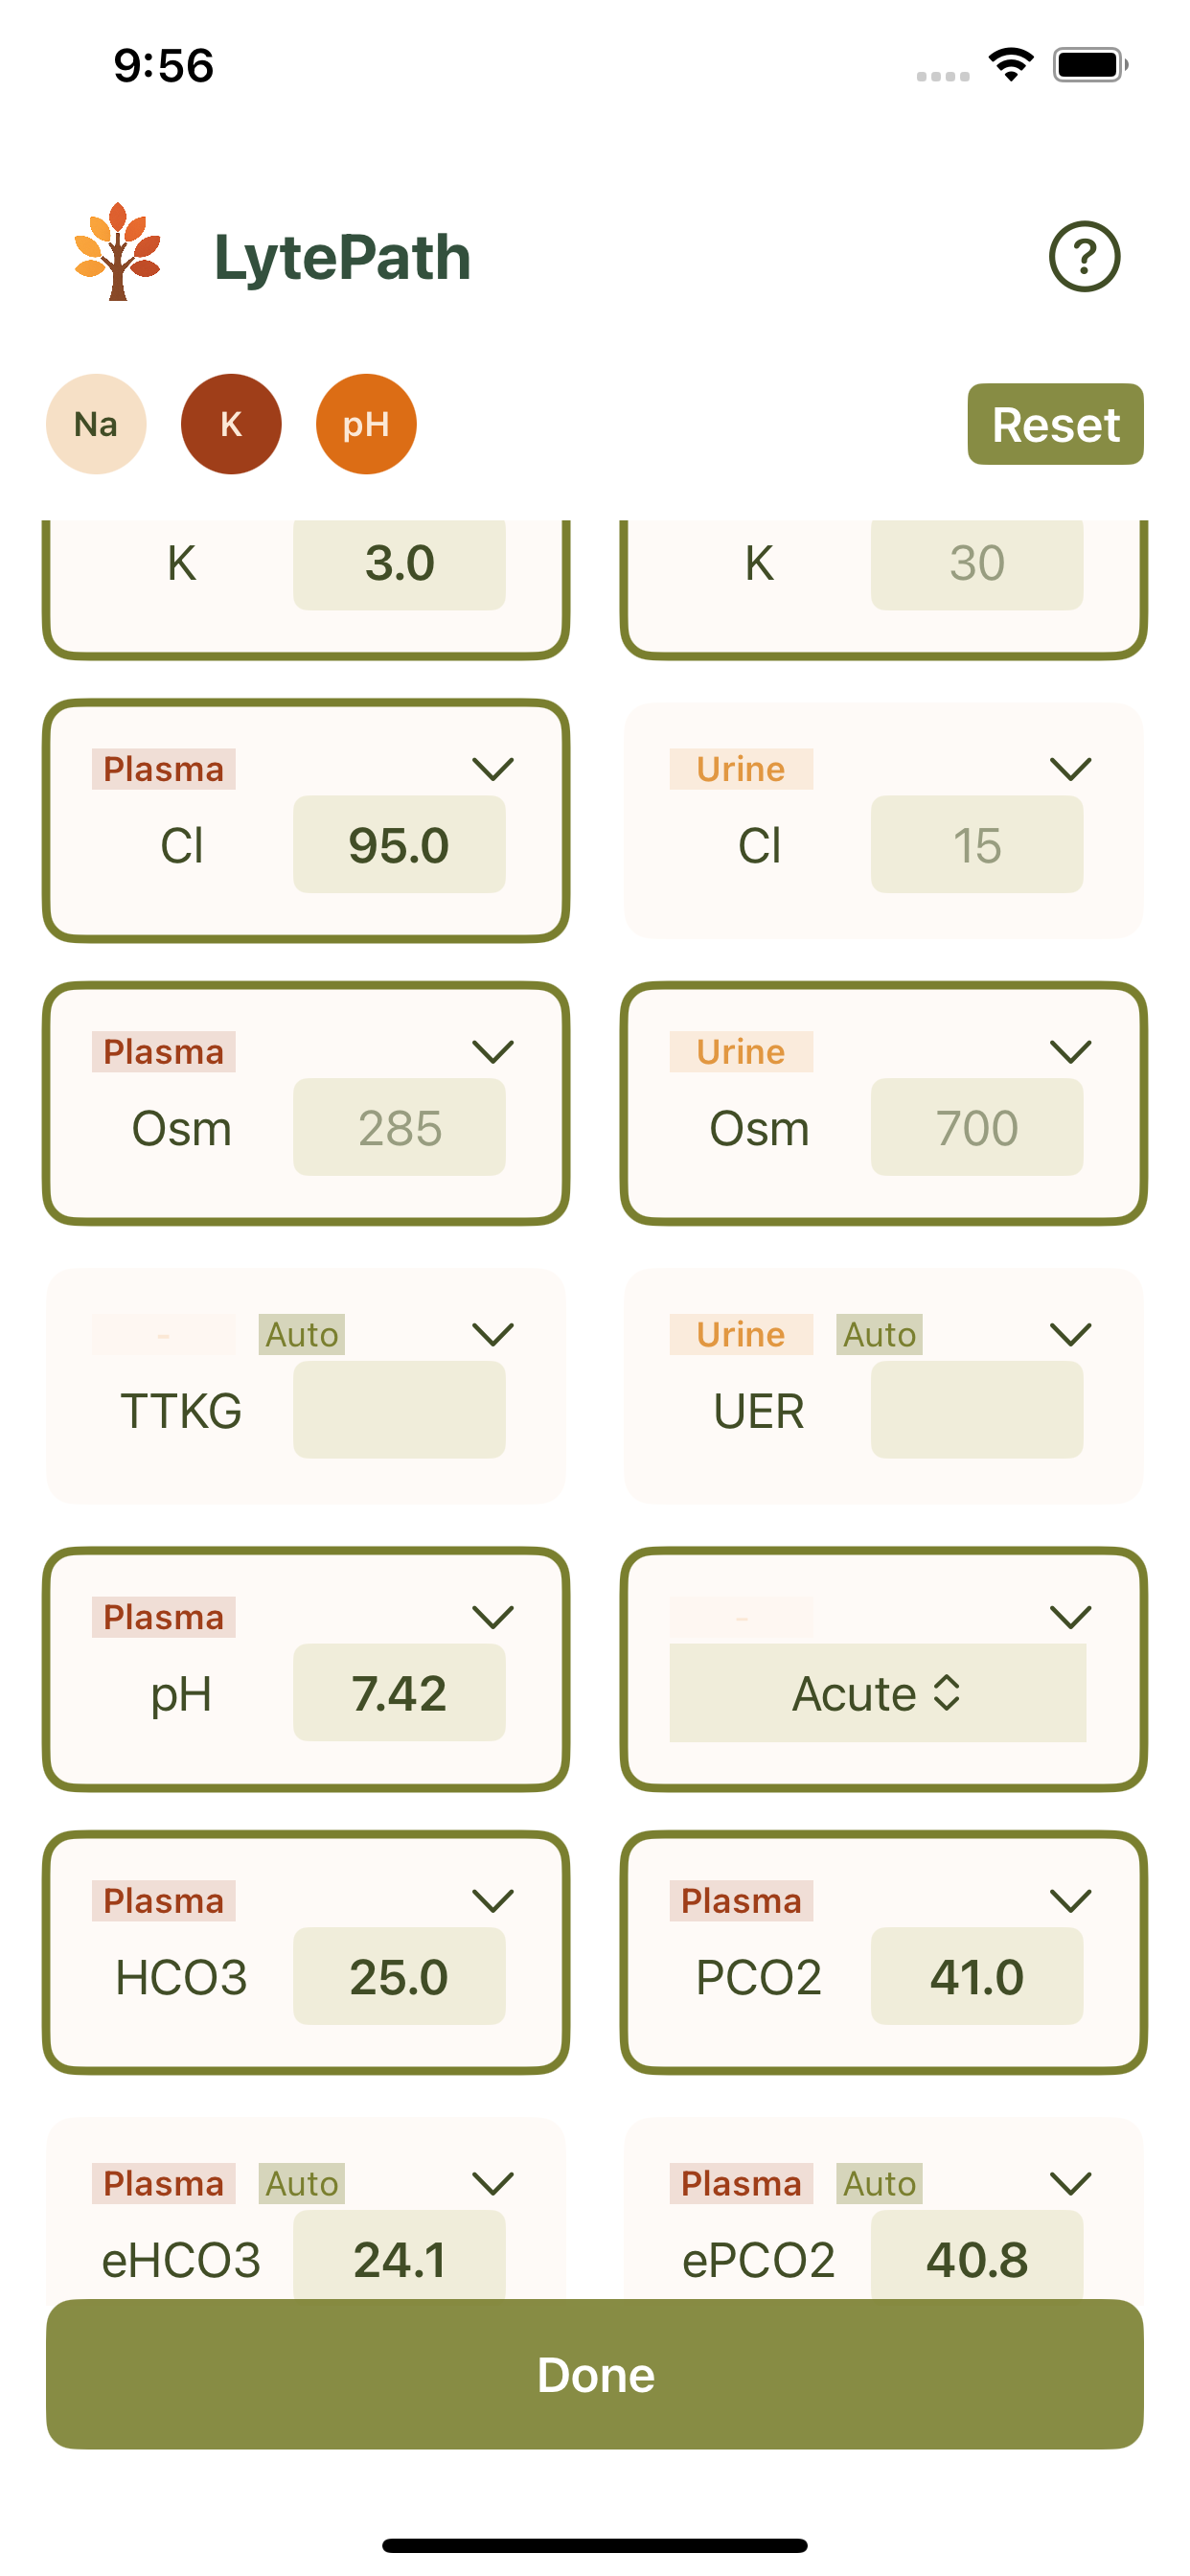 9:56
LytePath
?
Na K pH Reset
K 3.0 K 30
Plasma Urine
Cl 95.0 Cl 15
Plasma Urine
Osm 285 Osm 700
- Auto Urine Auto
TTKG UER
Plasma -
pH 7.42 Acute
Plasma Plasma
HCO3 25.0 PCO2 41.0
Plasma Auto Plasma Auto
eHCO3 24.1 ePCO2 40.8
Done